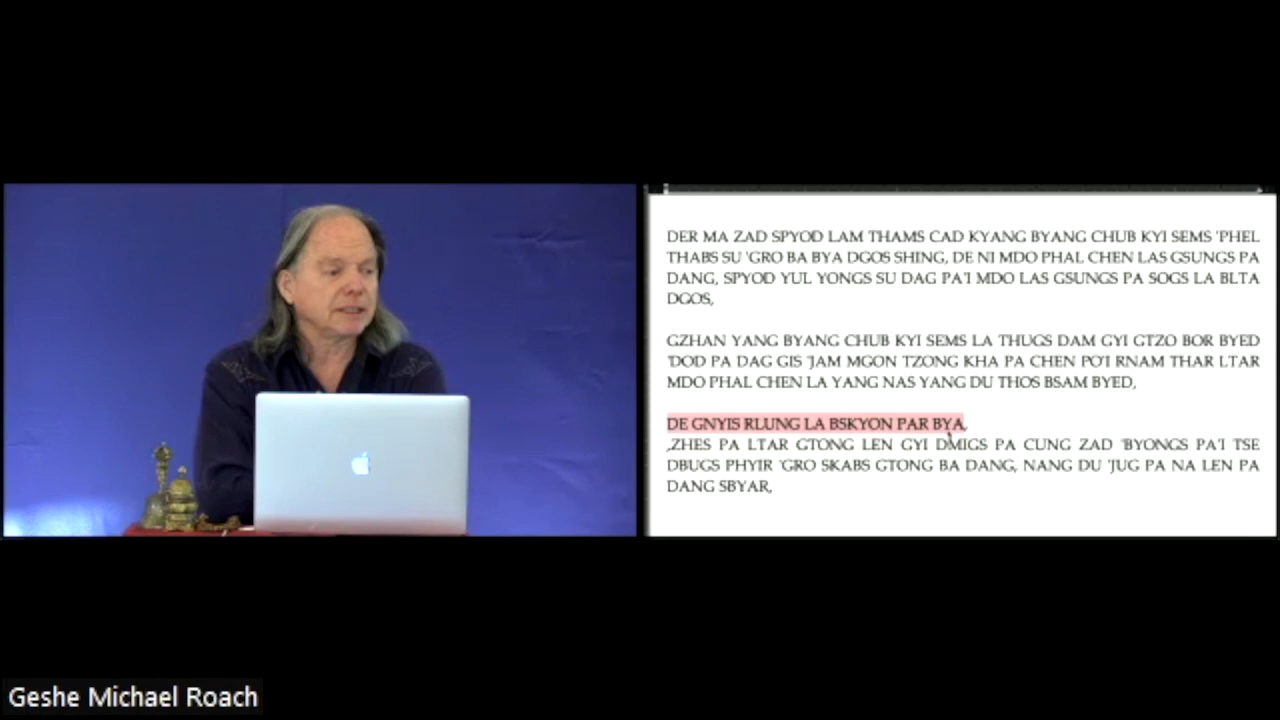 DER MA ZAD SPYOD LAM THAMS CAD KYANG BYANG CHUB KYI SEMS 'PHEL
THABS SU 'GRO BA BYA DGOS SHING, DE NI MDO PHAL CHEN LAS GSUNGS PA
DANG, SPYOD YUL YONGS SU DAG PA'I MDO LAS GSUNGS PA SOGS LA BLTA
DGOS,
GZHAN YANG BYANG CHUB KYI SEMS LA THUGS DAM GYI GTZO BOR BYED
'DOD PA DAG GIS 'JAM MGON TZONG KHA PA CHEN PO'I RNAM THAR LTAR
MDO PHAL CHEN LA YANG NAS YANG DU THOS BSAM BYED,
DE GNYIS RLUNG LA BSKYON PAR BYA,
,ZHES PA LTAR GTONG LEN GYI DMIGS PA CUNG ZAD 'BYONGS PA'I TSE
DBUGS PHYIR 'GRO SKABS GTONG BA DANG, NANG DU 'JUG PA NA LEN PA
DANG SBYAR,
Geshe Michael Roach